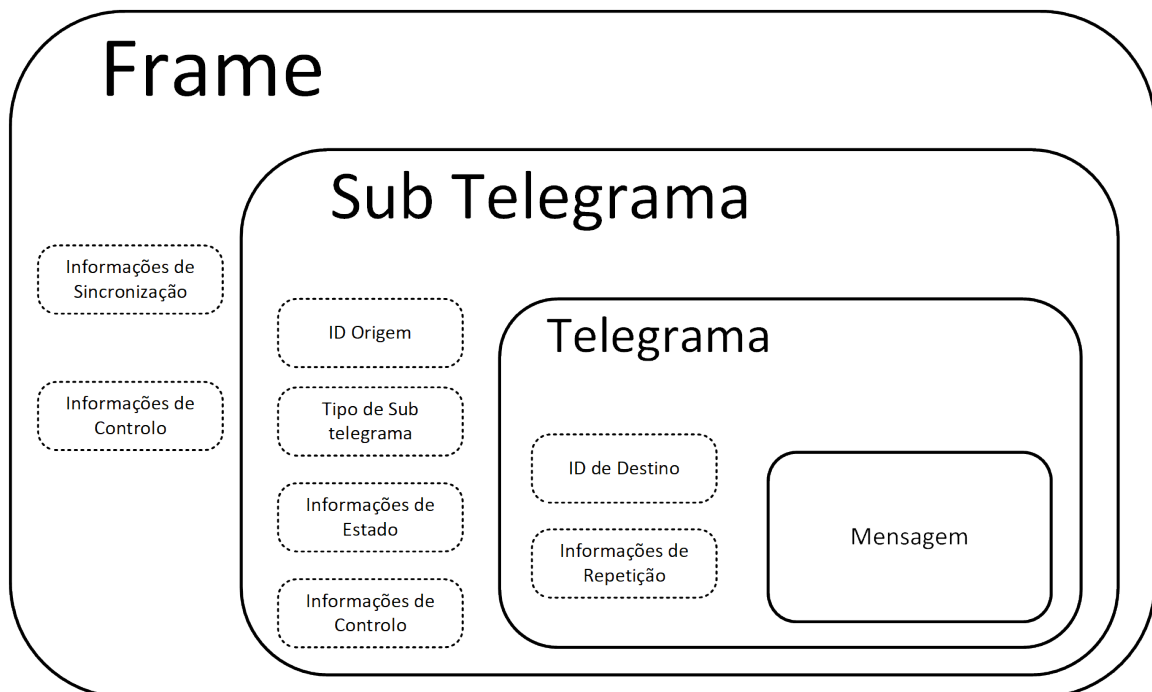 Frame
Sub Telegrama
Informações de
Sincronização
Informações de
Controlo
ID Origem
Tipo de Sub
telegrama
Informações de
Estado
Informações de
Controlo
Telegrama
ID de Destino
Informações de
Repetição
Mensagem